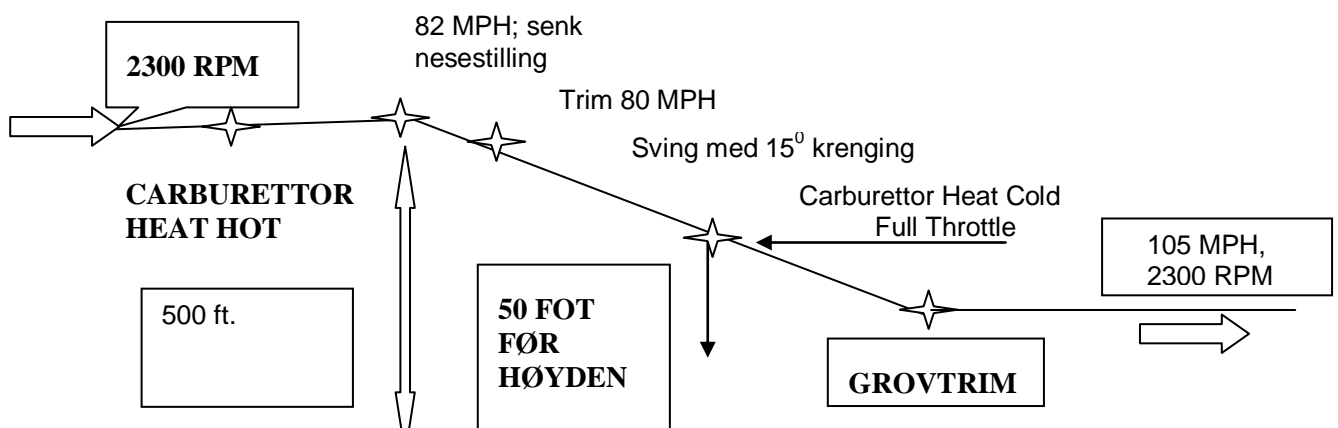 82 MPH; senk
nesestilling
2300 RPM
Trim 80 MPH
Sving med 15⁰ krenging
CARBURETTOR
HEAT HOT
Carburettor Heat Cold
Full Throttle
105 MPH,
2300 RPM
500 ft.
50 FOT
FØR
HØYDEN
GROVTRIM